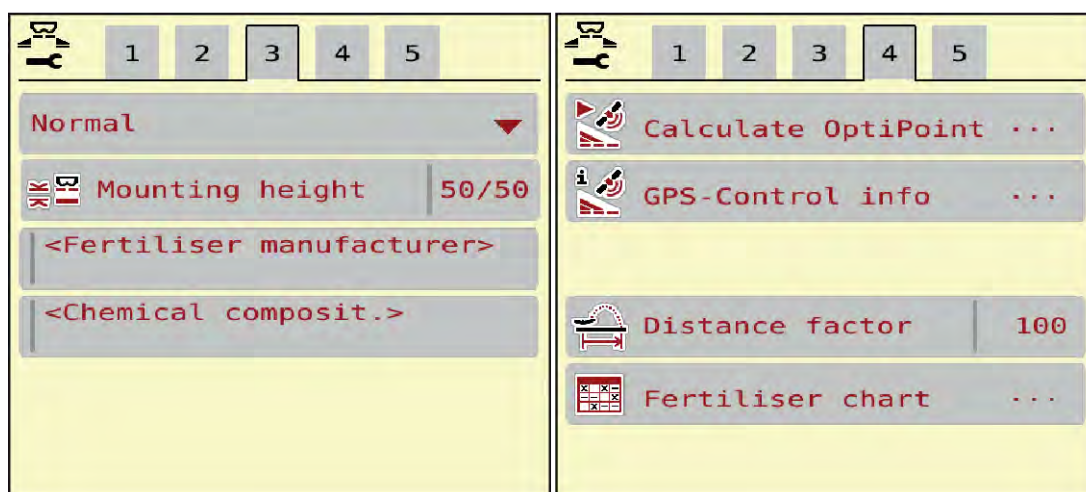 1 2 3 4 5
Normal
Mounting height 50/50
<Fertiliser manufacturer>
<Chemical composit.>
1 2 3 4 5
Calculate OptiPoint ...
GPS-Control info ...
Distance factor 100
Fertiliser chart ...